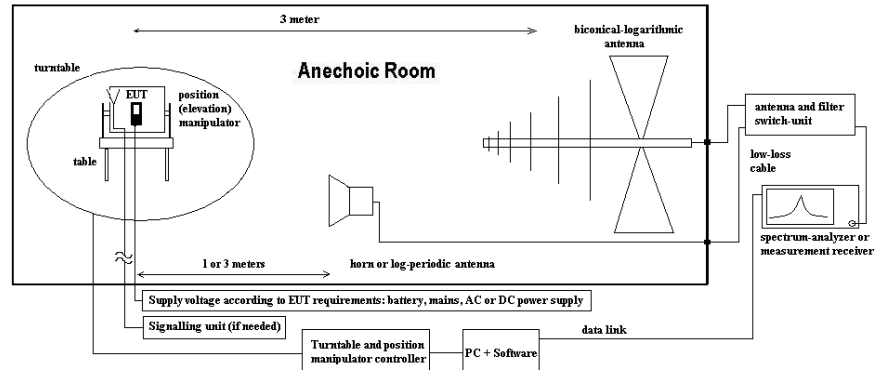 3 meter
biconical-logarithmic
antenna
turntable
Anechoic Room
EUT
position
(elevation)
manipulator
antenna and filter
switch-unit
table
low-loss
cable
spectrum-analyzer or
measurement receiver
1 or 3 meters
horn or log-periodic antenna
Supply voltage according to EUT requirements: battery, mains, AC or DC power supply
Signalling unit (if needed)
data link
Turntable and position
manipulator controller
PC + Software